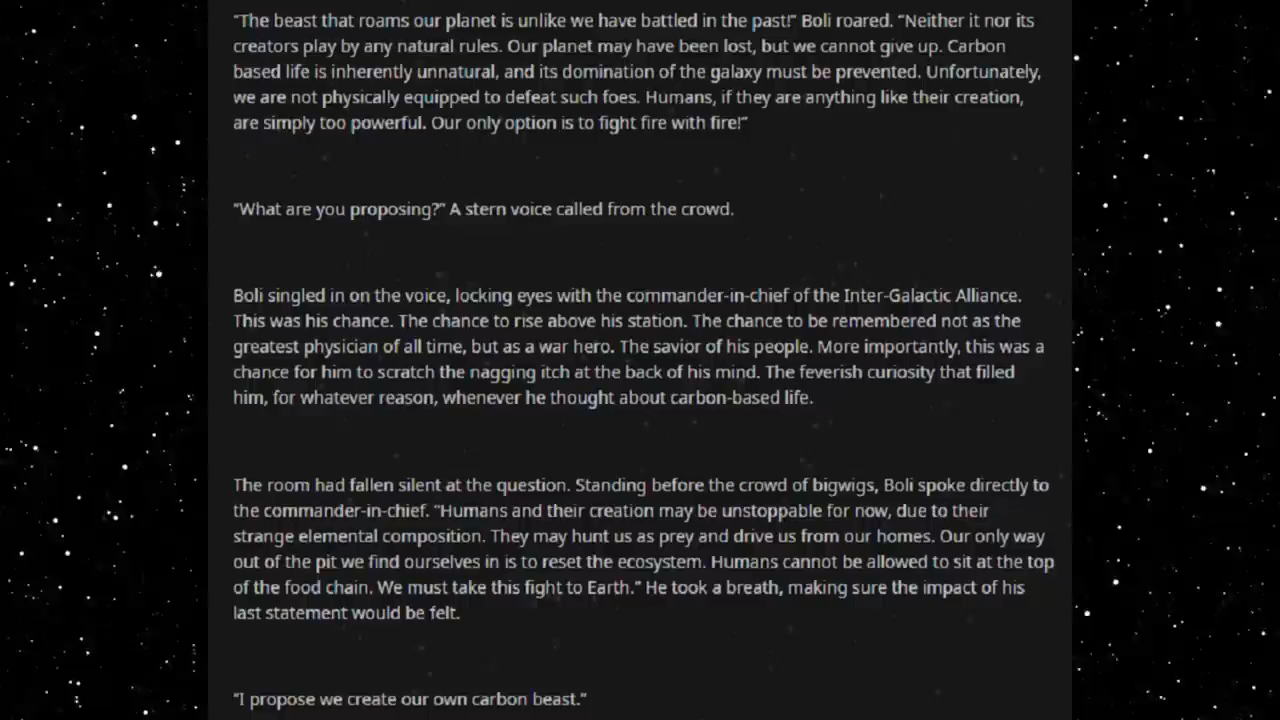 “The beast that roams our planet is unlike we have battled in the past!” Boli roared. “Neither it nor its
creators play by any natural rules. Our planet may have been lost, but we cannot give up. Carbon
based life is inherently unnatural, and its domination of the galaxy must be prevented. Unfortunately,
we are not physically equipped to defeat such foes. Humans, if they are anything like their creation,
are simply too powerful. Our only option is to fight fire with fire!”
“What are you proposing?” A stern voice called from the crowd.
Boli singled in on the voice, locking eyes with the commander-in-chief of the Inter-Galactic Alliance.
This was his chance. The chance to rise above his station. The chance to be remembered not as the
greatest physician of all time, but as a war hero. The savior of his people. More importantly, this was a
chance for him to scratch the nagging itch at the back of his mind. The feverish curiosity that filled
him, for whatever reason, whenever he thought about carbon-based life.
The room had fallen silent at the question. Standing before the crowd of bigwigs, Boli spoke directly to
the commander-in-chief. “Humans and their creation may be unstoppable for now, due to their
strange elemental composition. They may hunt us as prey and drive us from our homes. Our only way
out of the pit we find ourselves in is to reset the ecosystem. Humans cannot be allowed to sit at the top
of the food chain. We must take this fight to Earth.” He took a breath, making sure the impact of his
last statement would be felt.
“I propose we create our own carbon beast.”